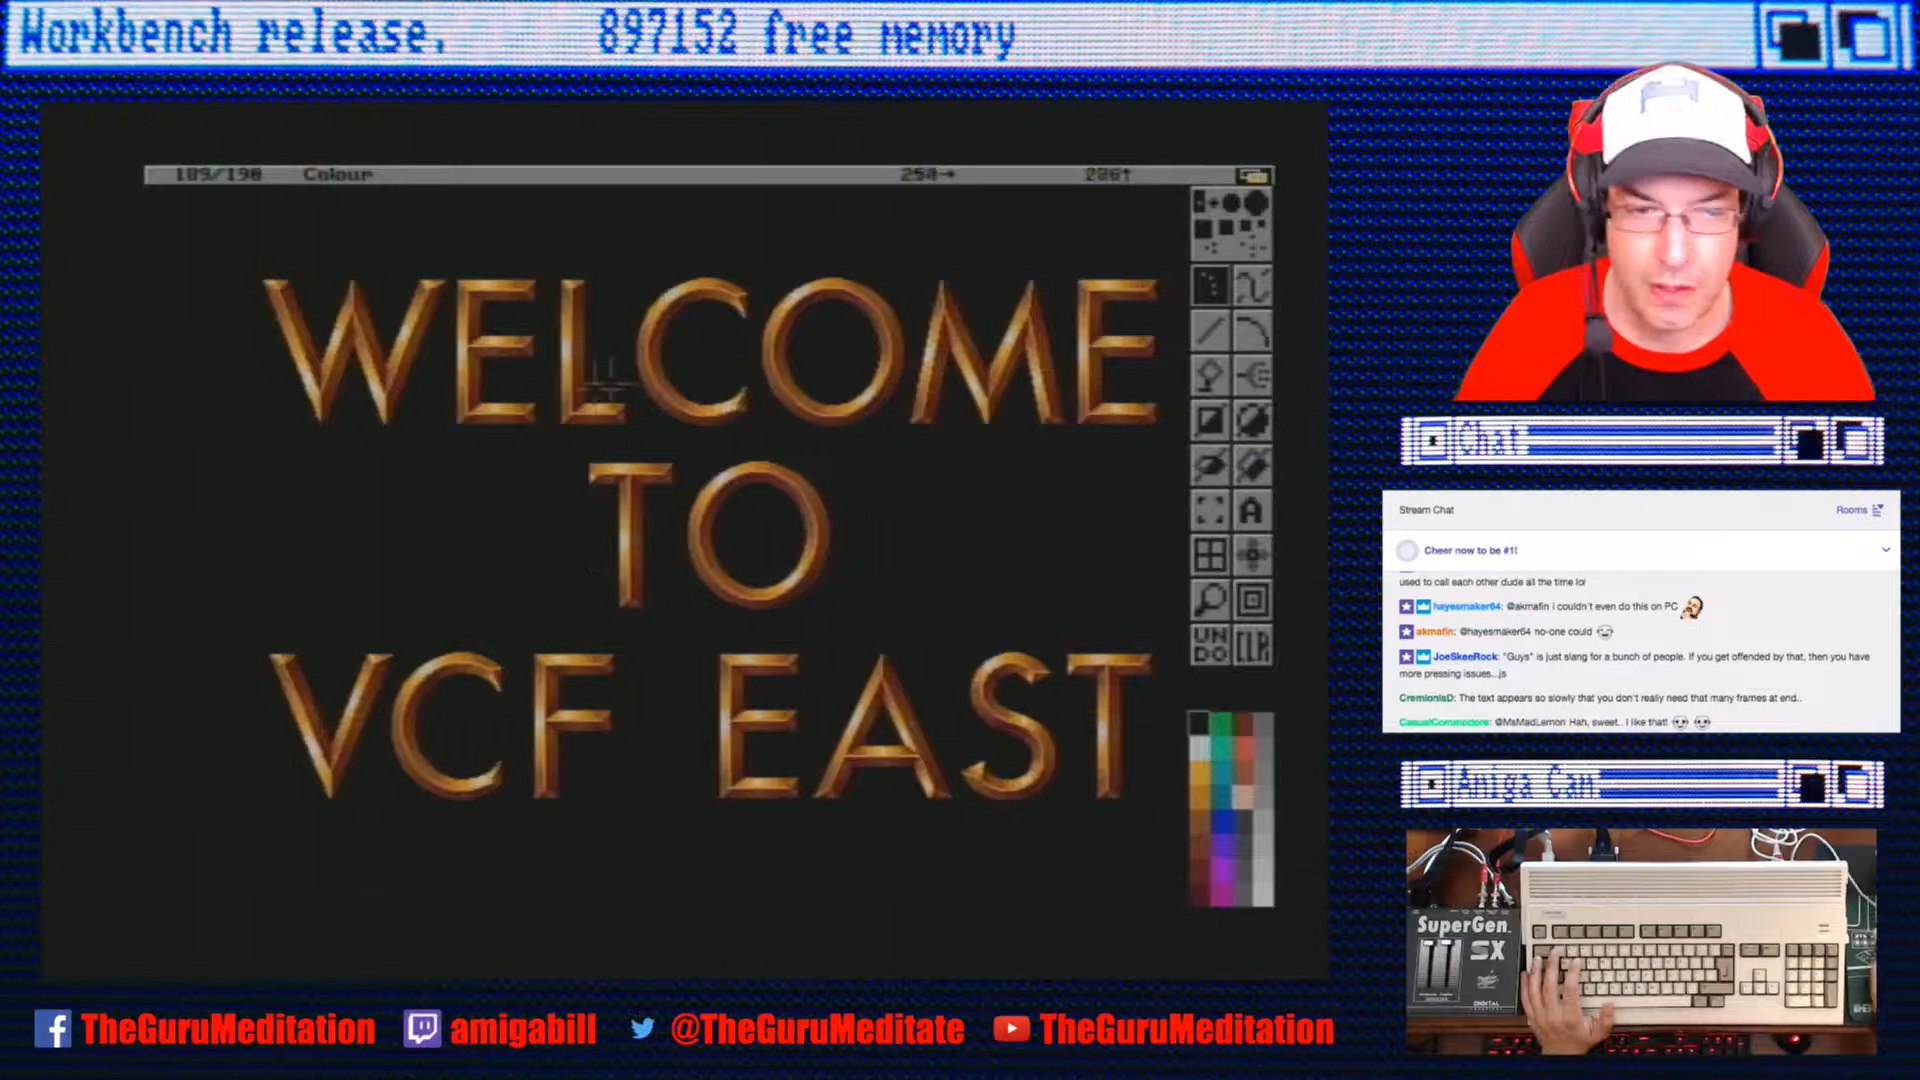 Workbench release. 897152 free memory
189/190 Colour
WELCOME
TO
VCF EAST
A
UN
DO
CLR
Chat
Stream Chat
Rooms
Cheer now to be #1!
used to call each other dude all the time lol
hayesmaker64: @akmafin i couldn't even do this on PC
akmafin: @hayesmaker64 no-one could
JoeSkeeRock: "Guys" is just slang for a bunch of people. If you get offended by that, then you have
more pressing issues...js
CremionisD: The text appears so slowly that you don't really need that many frames at end..
CasualCommodore: @MsMadLemon Hah, sweet.. I like that!
Amiga Cam
SuperGen
SX
DIGITAL
TheGuruMeditation
amigabill
@TheGuruMeditate
TheGuruMeditation